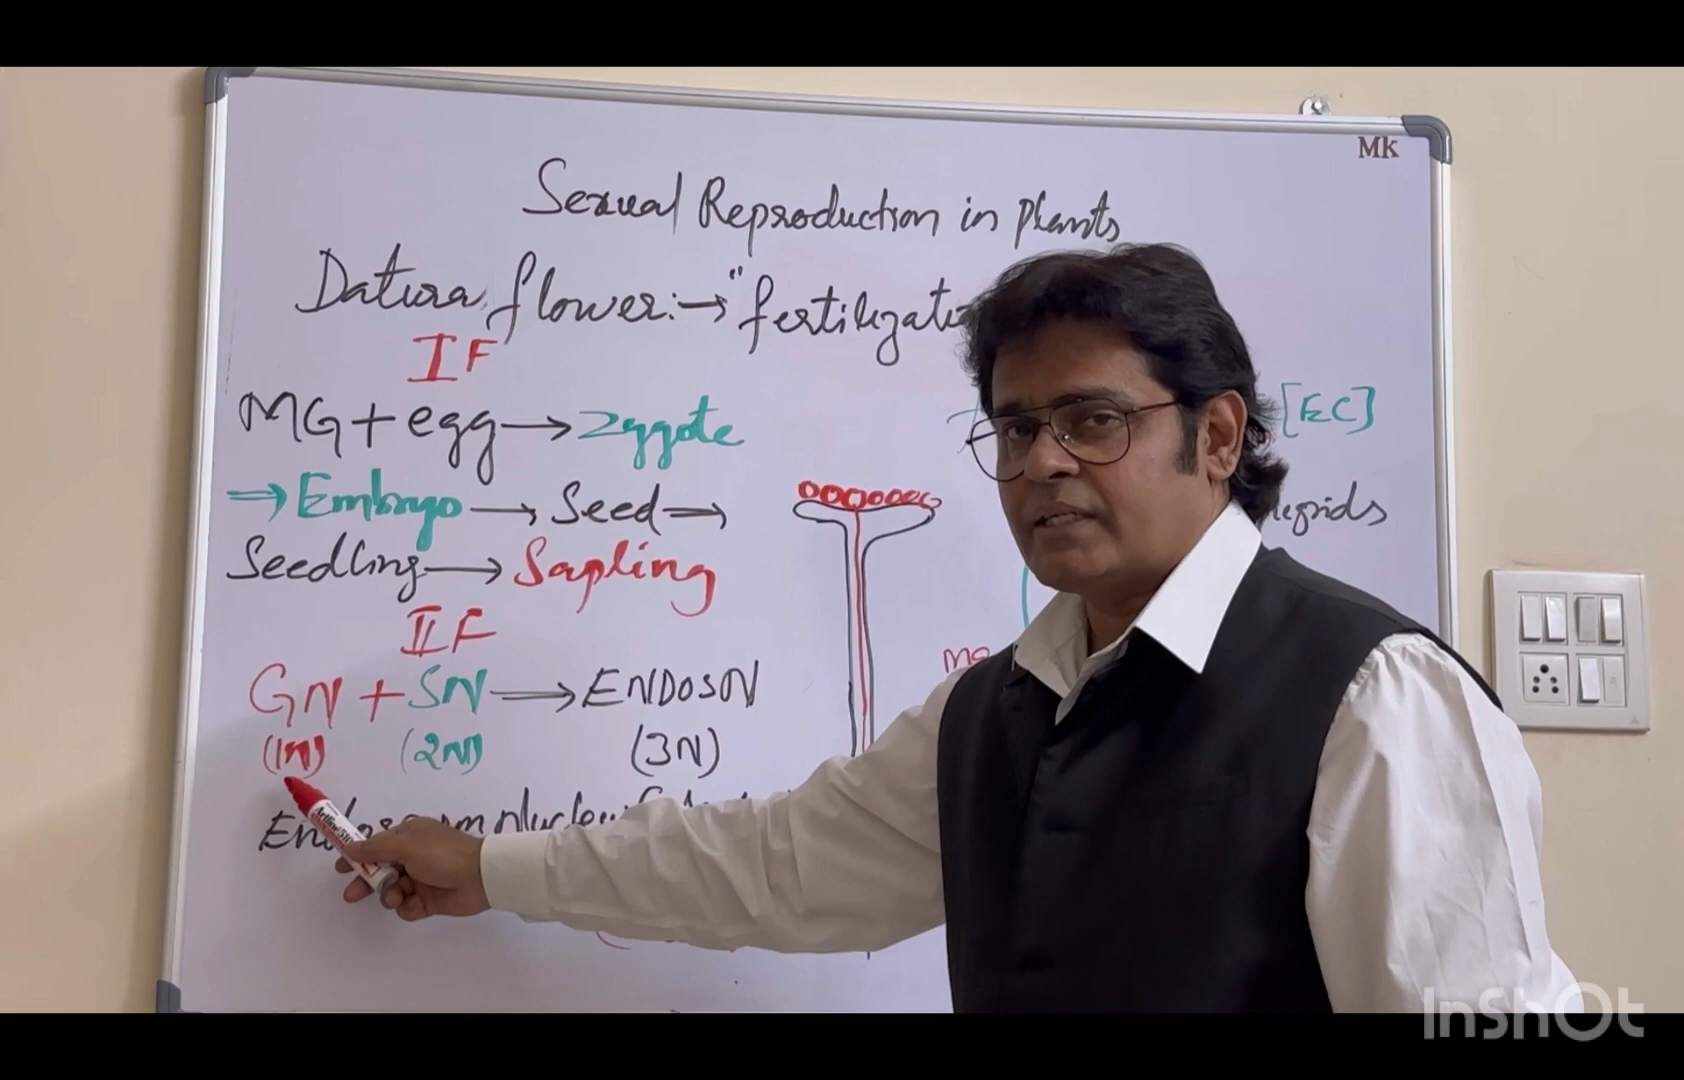 MK
Sexual Reproduction in Plants
Datura flower:→"fertilizati
IF
MG+egg→zygote
[EC]
⇒Embryo→Seed→
Seedling→Sapling
IIF
GN+SN→ENDOSN
(1N) (2N) (3N)
InShOt